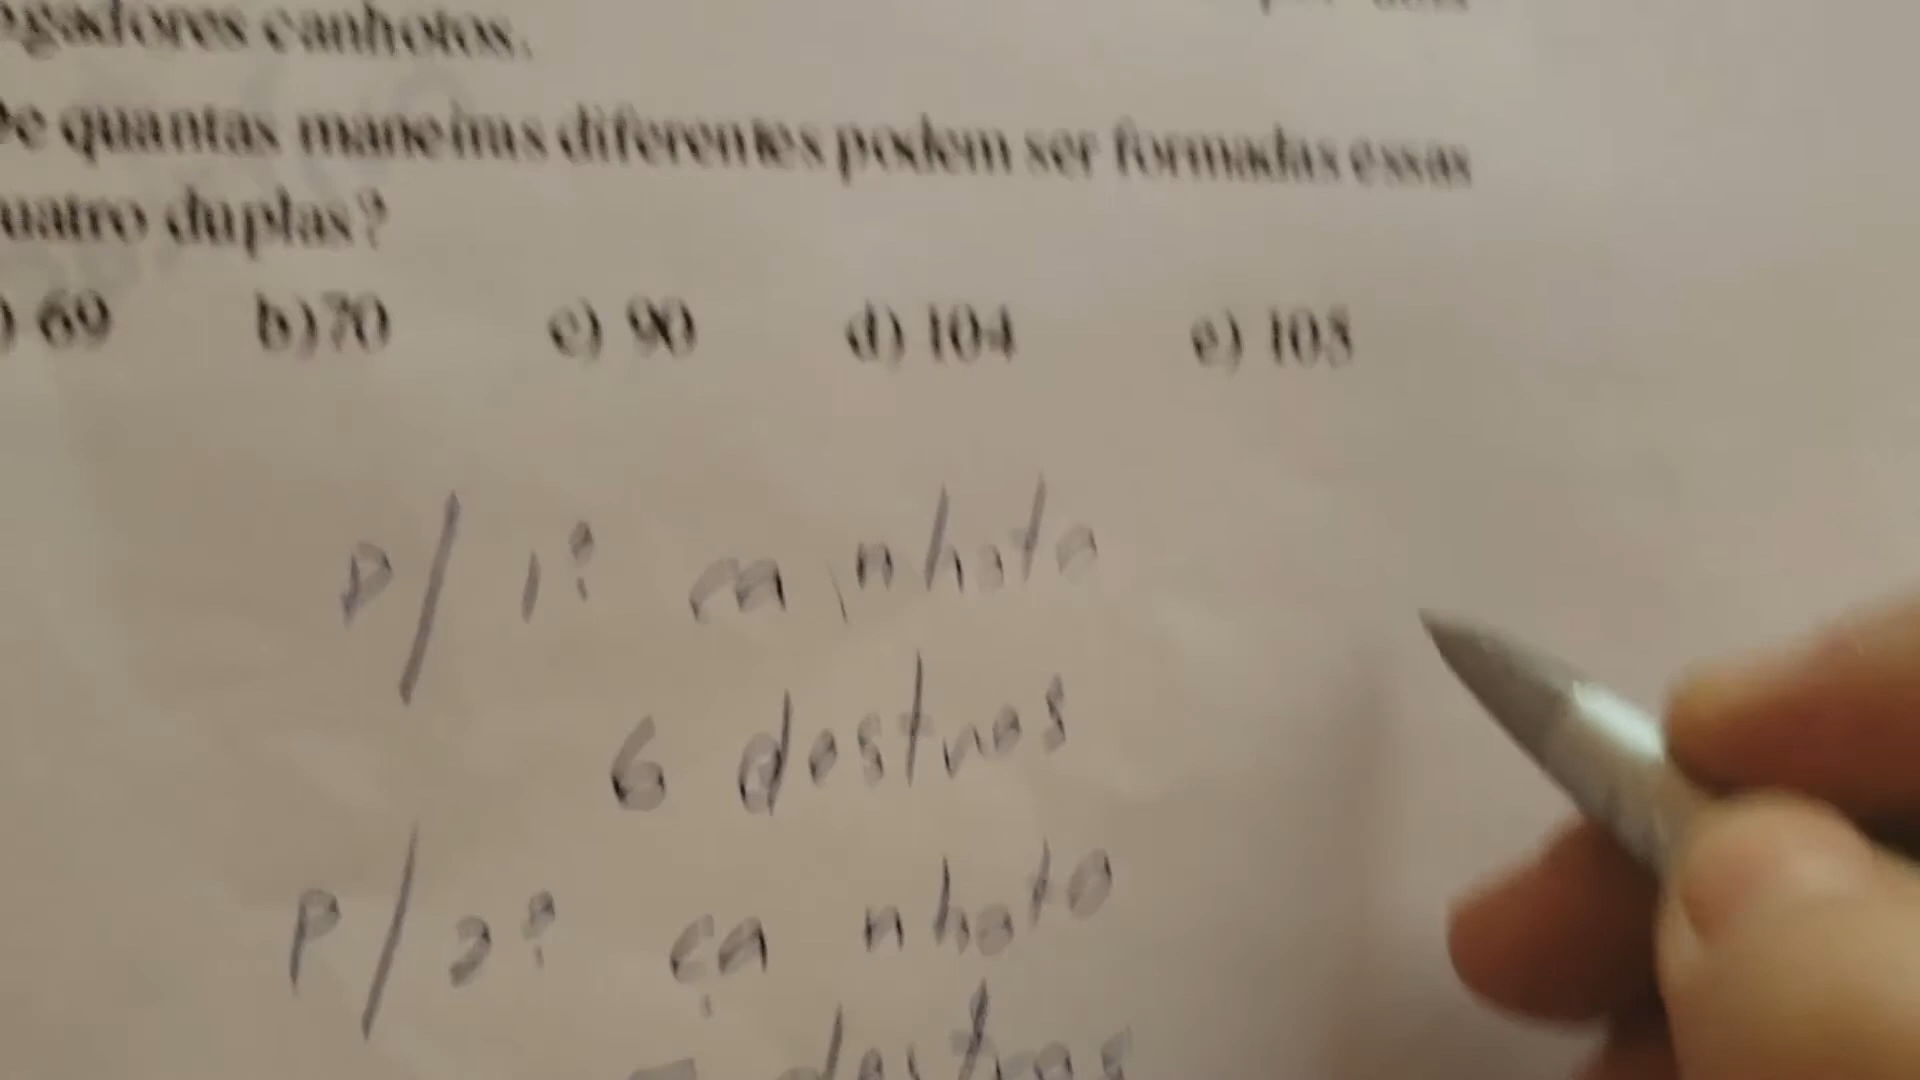 gadores canhotos.
e quantas maneiras diferentes podem ser formadas essas
uatro duplas?
) 69 b) 70 c) 90 d) 104 e) 105
P/ 1º canhoto
6 destros
P/ 2º canhoto
destros